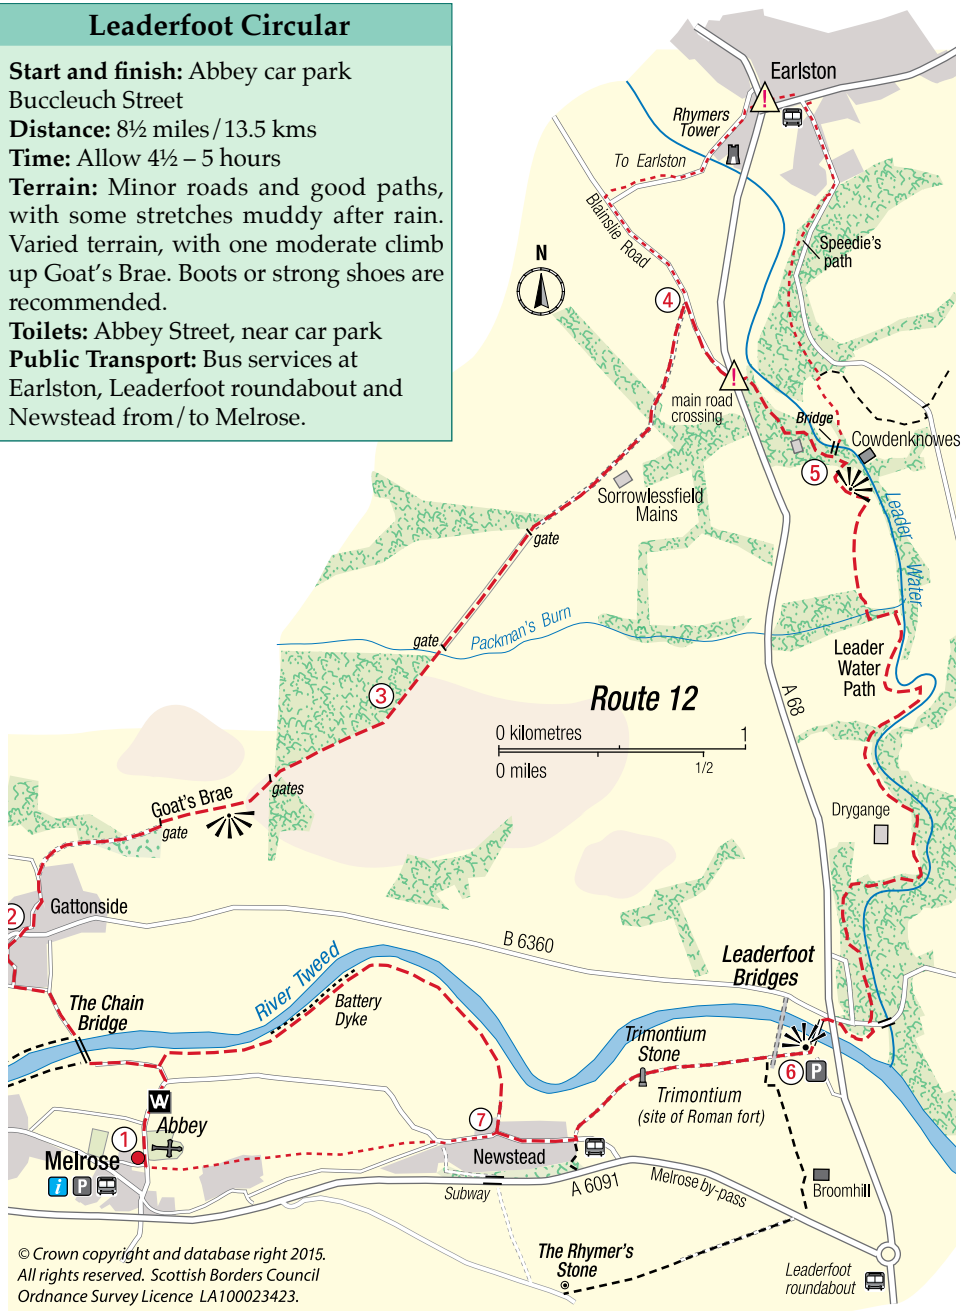 Leaderfoot Circular
Start and finish: Abbey car park
Buccleuch Street
Distance: 8½ miles/13.5 kms
Time: Allow 4½ – 5 hours
Terrain: Minor roads and good paths,
with some stretches muddy after rain.
Varied terrain, with one moderate climb
up Goat's Brae. Boots or strong shoes are
recommended.
Toilets: Abbey Street, near car park
Public Transport: Bus services at
Earlston, Leaderfoot roundabout and
Newstead from/to Melrose.
Earlston
!
Rhymers
Tower
To Earlston
Blainslie Road
Speedie's
path
N
4
!
main road
crossing
Bridge
Cowdenknowes
5
Sorrowlessfield
Mains
Leader
Water
gate
Packman's Burn
gate
Leader
Water
Path
3
Route 12
A 68
0 kilometres
1
0 miles
1/2
Goat's Brae
gates
gate
Drygange
2
Gattonside
B 6360
Leaderfoot
Bridges
River Tweed
The Chain
Bridge
Battery
Dyke
Trimontium
Stone
6
P
Trimontium
(site of Roman fort)
Abbey
1
7
Melrose
i
P
Newstead
Subway
A 6091
Melrose by-pass
Broomhill
The Rhymer's
Stone
Leaderfoot
roundabout
© Crown copyright and database right 2015.
All rights reserved. Scottish Borders Council
Ordnance Survey Licence LA100023423.